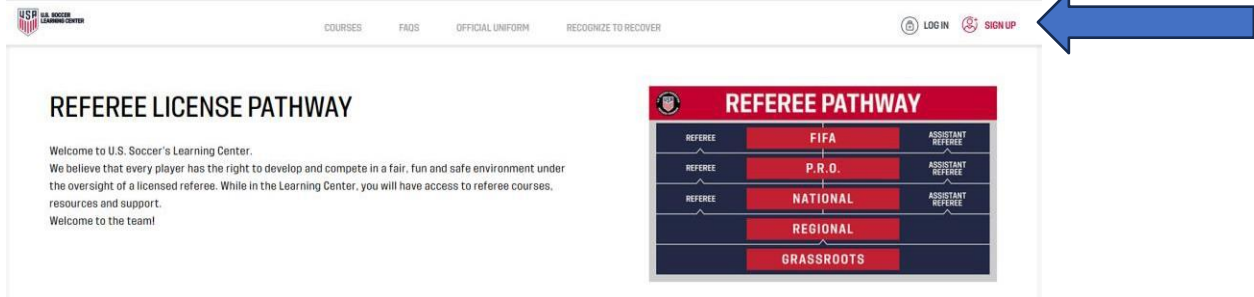 U.S. SOCCER
LEARNING CENTER
COURSES FAQS OFFICIAL UNIFORM RECOGNIZE TO RECOVER
LOG IN SIGN UP
REFEREE LICENSE PATHWAY
Welcome to U.S. Soccer's Learning Center.
We believe that every player has the right to develop and compete in a fair, fun and safe environment under
the oversight of a licensed referee. While in the Learning Center, you will have access to referee courses,
resources and support.
Welcome to the team!
REFEREE PATHWAY
REFEREE FIFA ASSISTANT
REFEREE
REFEREE P.R.O. ASSISTANT
REFEREE
REFEREE NATIONAL ASSISTANT
REFEREE
REGIONAL
GRASSROOTS